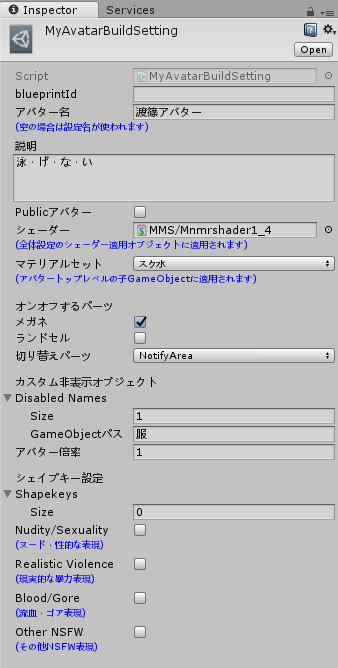 Inspector
Services
MyAvatarBuildSetting
Open
Script MyAvatarBuildSetting
blueprintId
アバター名 渡篠アバター
(空の場合は設定名が使われます)
説明
泳・げ・な・い
Publicアバター
シェーダー MMS/Mnmrshader1_4
(全体設定のシェーダー適用オブジェクトに適用されます)
マテリアルセット スク水
(アバタートップレベルの子GameObjectに適用されます)
オンオフするパーツ
メガネ
ランドセル
切り替えパーツ NotifyArea
カスタム非表示オブジェクト
Disabled Names
Size 1
GameObjectパス 服
アバター倍率 1
シェイプキー設定
Shapekeys
Size 0
Nudity/Sexuality
(ヌード・性的な表現)
Realistic Violence
(現実的な暴力表現)
Blood/Gore
(流血・ゴア表現)
Other NSFW
(その他NSFW表現)